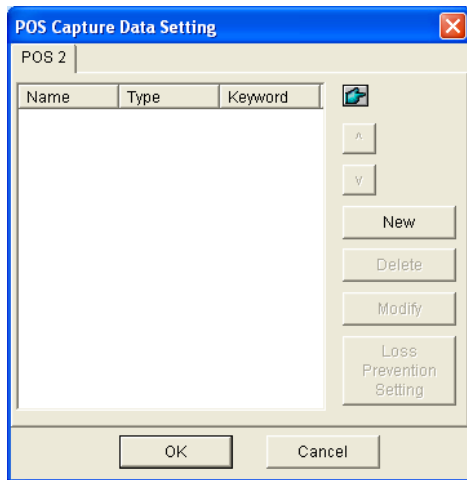 POS Capture Data Setting
POS 2
Name Type Keyword
^
v
New
Delete
Modify
Loss
Prevention
Setting
OK Cancel